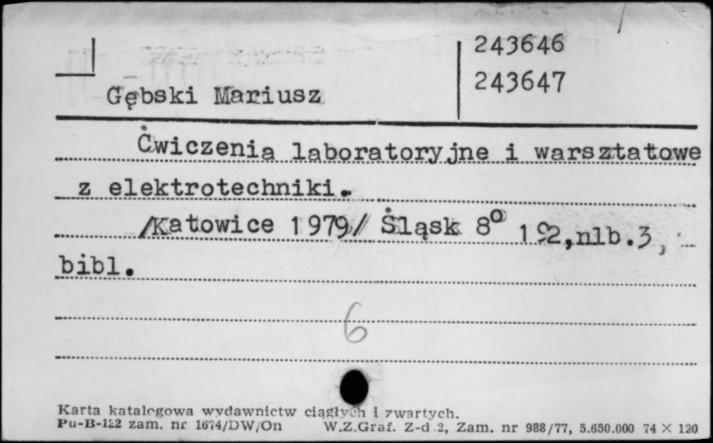 243646
243647
Gębski Mariusz
Ćwiczenia laboratoryjne i warsztatowe
z elektrotechniki.
/Katowice 1979/ Śląsk 8° 192,nlb.3,
bibl.
6
Karta katalogowa wydawnictw ciągłych i zwartych.
Pu-B-122 zam. nr 1674/DW/On W.Z.Graf. Z-d 2, Zam. nr 988/77, 5.650.000 74 X 120